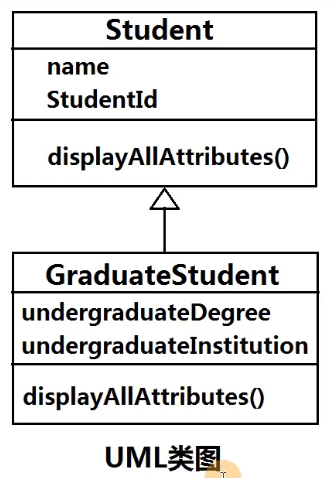 Student
name
StudentId
displayAllAttributes()
GraduateStudent
undergraduateDegree
undergraduateInstitution
displayAllAttributes()
UML类图